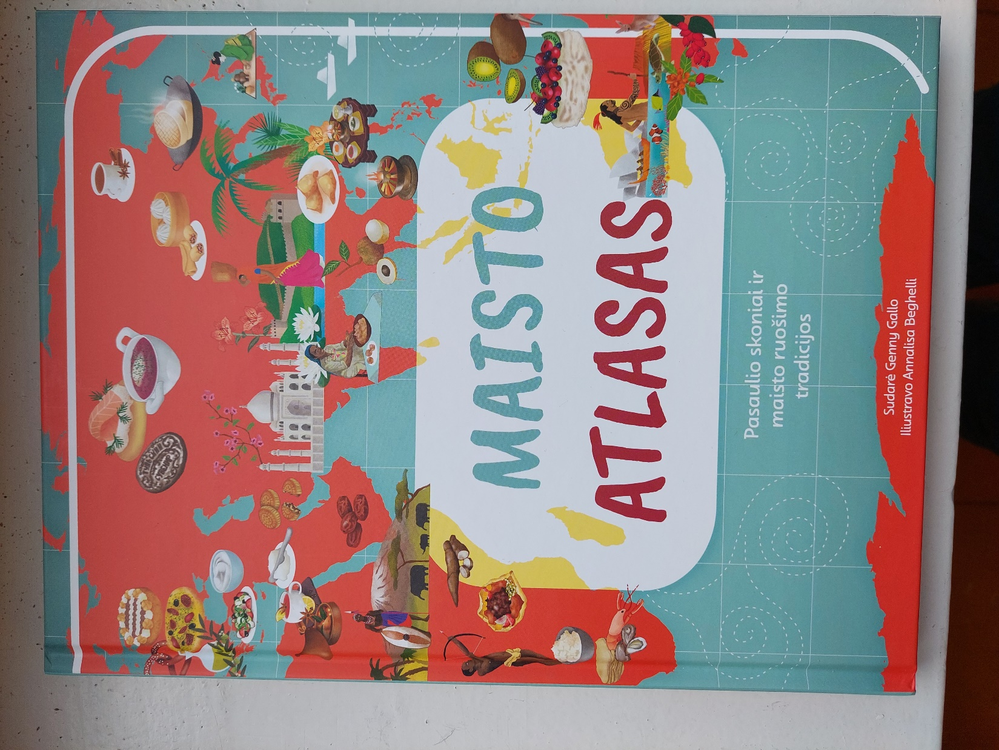 MAISTO
ATLASAS
Pasaulio skoniai ir
maisto ruošimo
tradicijos
Sudarė Genny Gallo
Iliustravo Annalisa Beghelli